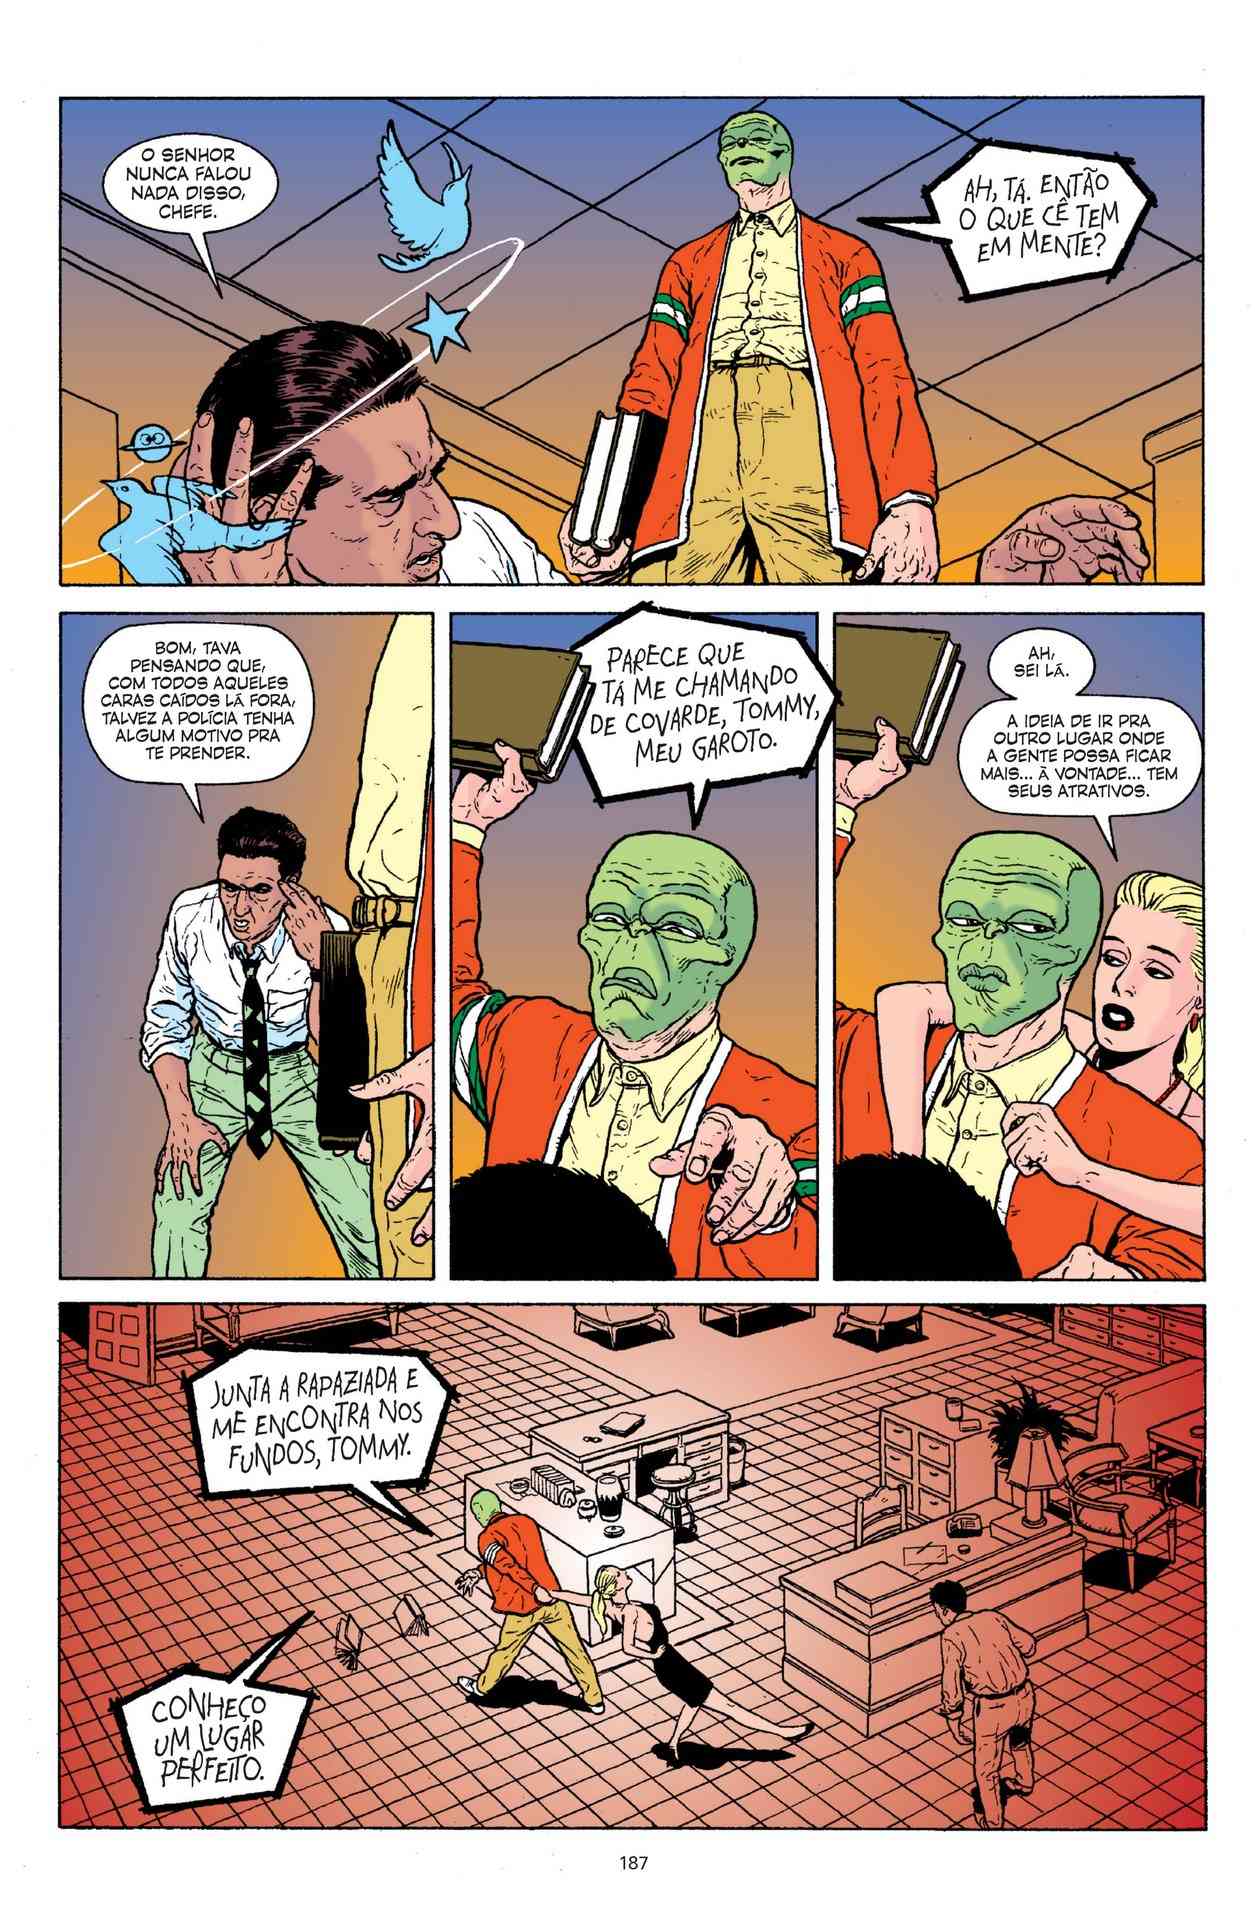 O SENHOR
NUNCA FALOU
NADA DISSO,
CHEFE.
AH, TÁ. ENTÃO
O QUE CÊ TEM
EM MENTE?
BOM, TAVA
PENSANDO QUE,
COM TODOS AQUELES
CARAS CAÍDOS LÁ FORA,
TALVEZ A POLÍCIA TENHA
ALGUM MOTIVO PRA
TE PRENDER.
PARECE QUE
TÁ ME CHAMANDO
DE COVARDE, TOMMY,
MEU GAROTO.
AH,
SEI LÁ.
A IDEIA DE IR PRA
OUTRO LUGAR ONDE
A GENTE POSSA FICAR
MAIS... À VONTADE... TEM
SEUS ATRATIVOS.
JUNTA A RAPAZIADA E
ME ENCONTRA NOS
FUNDOS, TOMMY.
CONHEÇO
UM LUGAR
PERFEITO.
187